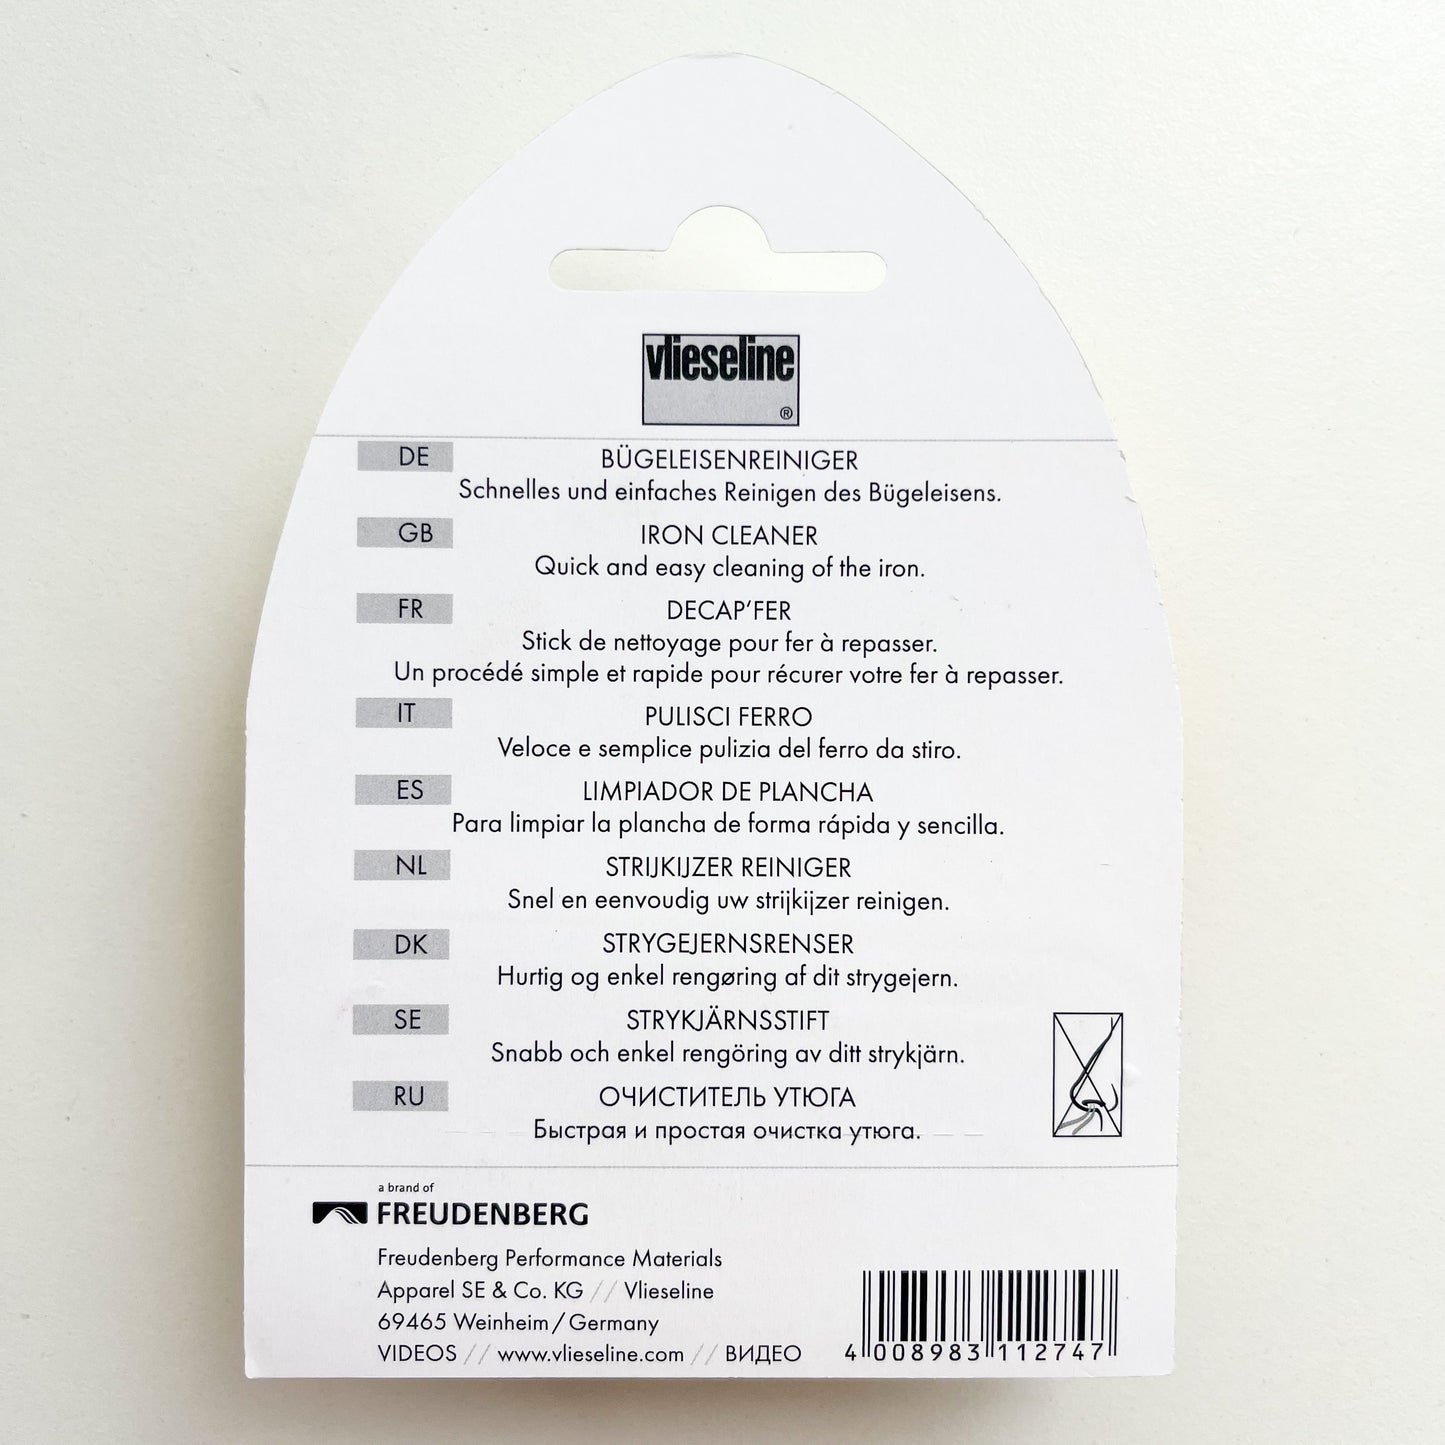 vlieseline
®
DE BÜGELEISENREINIGER
Schnelles und einfaches Reinigen des Bügeleisens.
GB IRON CLEANER
Quick and easy cleaning of the iron.
FR DECAP‘FER
Stick de nettoyage pour fer à repasser.
Un procédé simple et rapide pour récurer votre fer à repasser.
IT PULISCI FERRO
Veloce e semplice pulizia del ferro da stiro.
ES LIMPIADOR DE PLANCHA
Para limpiar la plancha de forma rápida y sencilla.
NL STRIJKIJZER REINIGER
Snel en eenvoudig uw strijkijzer reinigen.
DK STRYGEJERNSRENSER
Hurtig og enkel rengøring af dit strygejern.
SE STRYKJÄRNSSTIFT
Snabb och enkel rengöring av ditt strykjärn.
RU ОЧИСТИТЕЛЬ УТЮГА
Быстрая и простая очистка утюга.
a brand of
FREUDENBERG
Freudenberg Performance Materials
Apparel SE & Co. KG // Vlieseline
69465 Weinheim/Germany
VIDEOS // www.vlieseline.com // ВИДЕО
4 008983 112747